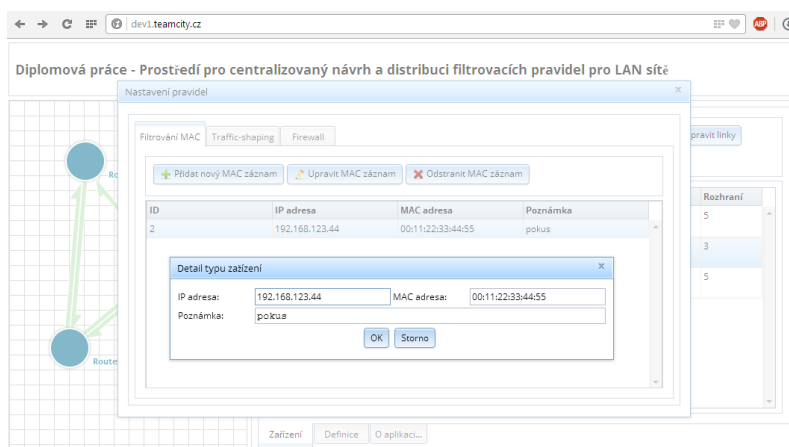 dev1.teamcity.cz
ABP
Diplomová práce - Prostředí pro centralizovaný návrh a distribuci filtrovacích pravidel pro LAN sítě
Nastavení pravidel
Filtrování MAC Traffic-shaping Firewall
pravit linky
Přidat nový MAC záznam Upravit MAC záznam Odstranit MAC záznam
Ro
Rozhraní
ID IP adresa MAC adresa Poznámka
5
2 192.168.123.44 00:11:22:33:44:55 pokus
3
Detail typu zažízení
5
IP adresa: 192.168.123.44 MAC adresa: 00:11:22:33:44:55
Poznámka: pokus
OK Storno
Route
Zařízení Definice O aplikaci...